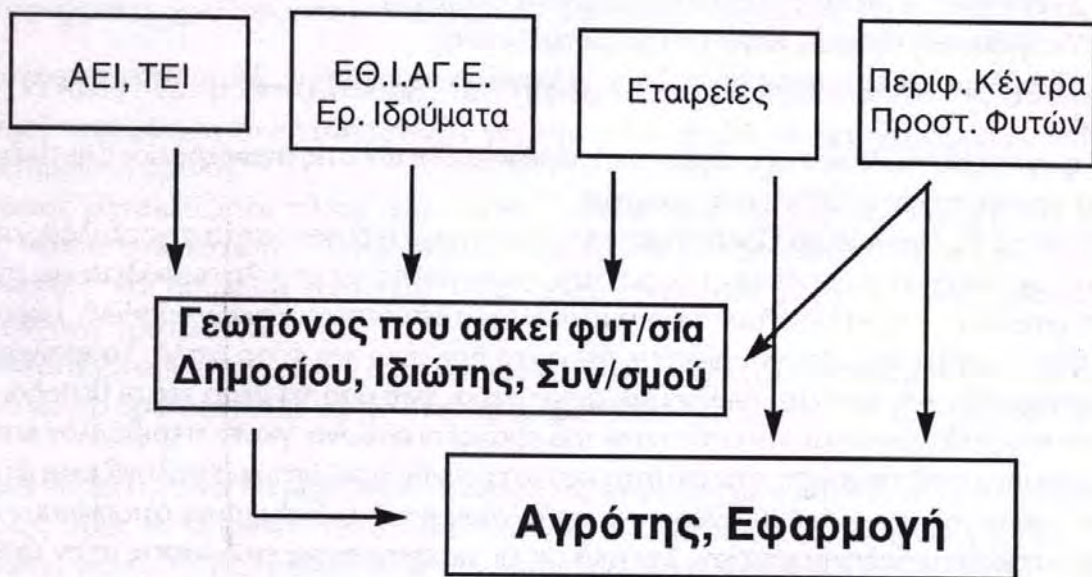 ΑΕΙ, ΤΕΙ
ΕΘ.Ι.ΑΓ.Ε.
Ερ. Ιδρύματα
Εταιρείες
Περιφ. Κέντρα
Προστ. Φυτών
Γεωπόνος που ασκεί φυτ/σία
Δημοσίου, Ιδιώτης, Συν/σμού
Αγρότης, Εφαρμογή